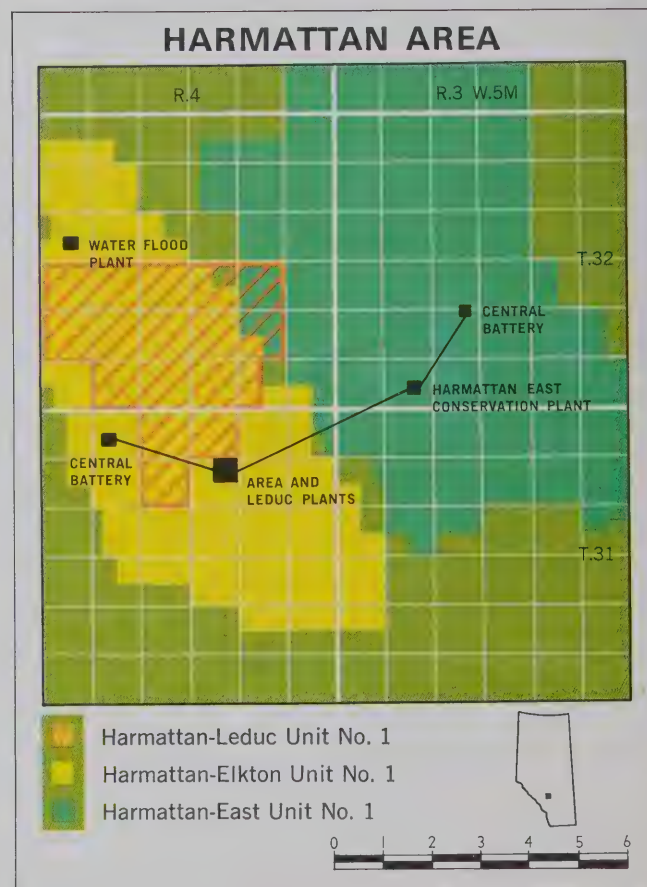 HARMATTAN AREA
R.4
R.3 W.5M
WATER FLOOD
PLANT
T.32
CENTRAL
BATTERY
HARMATTAN EAST
CONSERVATION PLANT
CENTRAL
BATTERY
AREA AND
LEDUC PLANTS
T.31
Harmattan-Leduc Unit No. 1
Harmattan-Elkton Unit No. 1
Harmattan-East Unit No. 1
0 1 2 3 4 5 6